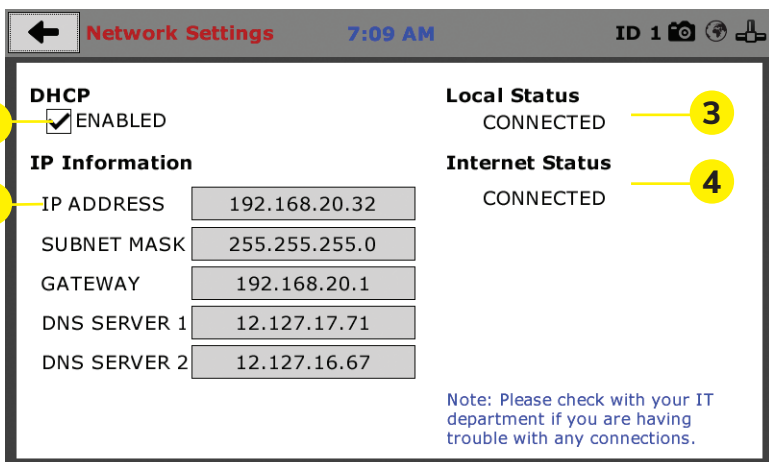 Network Settings 7:09 AM ID 1
DHCP
ENABLED
IP Information
IP ADDRESS 192.168.20.32
SUBNET MASK 255.255.255.0
GATEWAY 192.168.20.1
DNS SERVER 1 12.127.17.71
DNS SERVER 2 12.127.16.67
Local Status
CONNECTED
3
Internet Status
CONNECTED
4
Note: Please check with your IT
department if you are having
trouble with any connections.